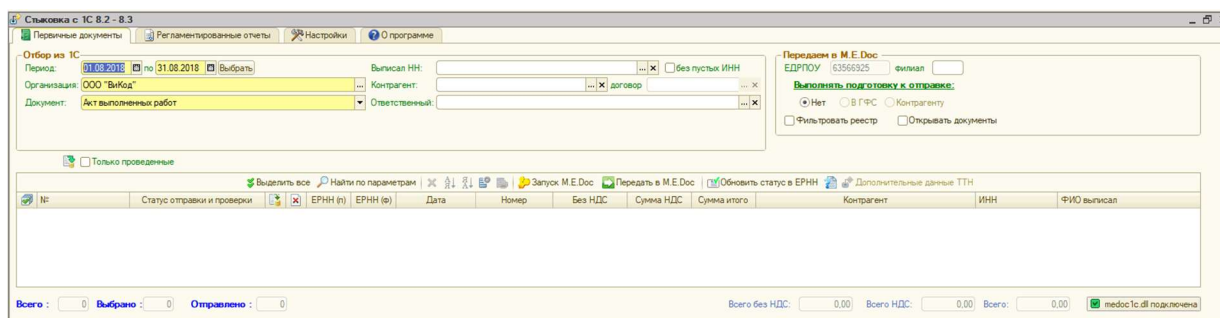 Стыковка с 1С 8.2 - 8.3
Первичные документы Регламентированные отчеты Настройки О программе
Отбор из 1С
Период: 01.08.2018 по 31.08.2018 Выбрать Выписал НН: ... × без пустых ИНН
Организация: ООО "ВиКод" ... Контрагент: ... × договор ... ×
Документ: Акт выполненных работ Ответственный: ... ×
Передаем в M.E.Doc
ЕДРПОУ 63566925 филиал
Выполнять подготовку к отправке:
Нет В ГФС Контрагенту
Фильтровать реестр Открывать документы
Только проведенные
Выделить все Найти по параметрам Запуск M.E.Doc Передать в M.E.Doc Обновить статус в ЕРНН Дополнительные данные ТТН
№ Статус отправки и проверки ЕРНН (п) ЕРНН (ф) Дата Номер Без НДС Сумма НДС Сумма итого Контрагент ИНН ФИО выписал
Всего : 0 Выбрано : 0 Отправлено : 0 Всего без НДС: 0,00 Всего НДС: 0,00 Всего: 0,00 medoc1c.dll подключена